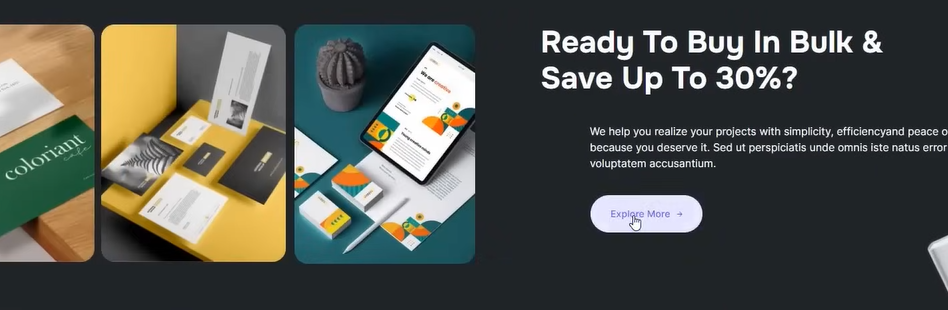 coloriant
cafe
We are creative
Ready To Buy In Bulk &
Save Up To 30%?
We help you realize your projects with simplicity, efficiencyand peace o
because you deserve it. Sed ut perspiciatis unde omnis iste natus error
voluptatem accusantium.
Explore More →